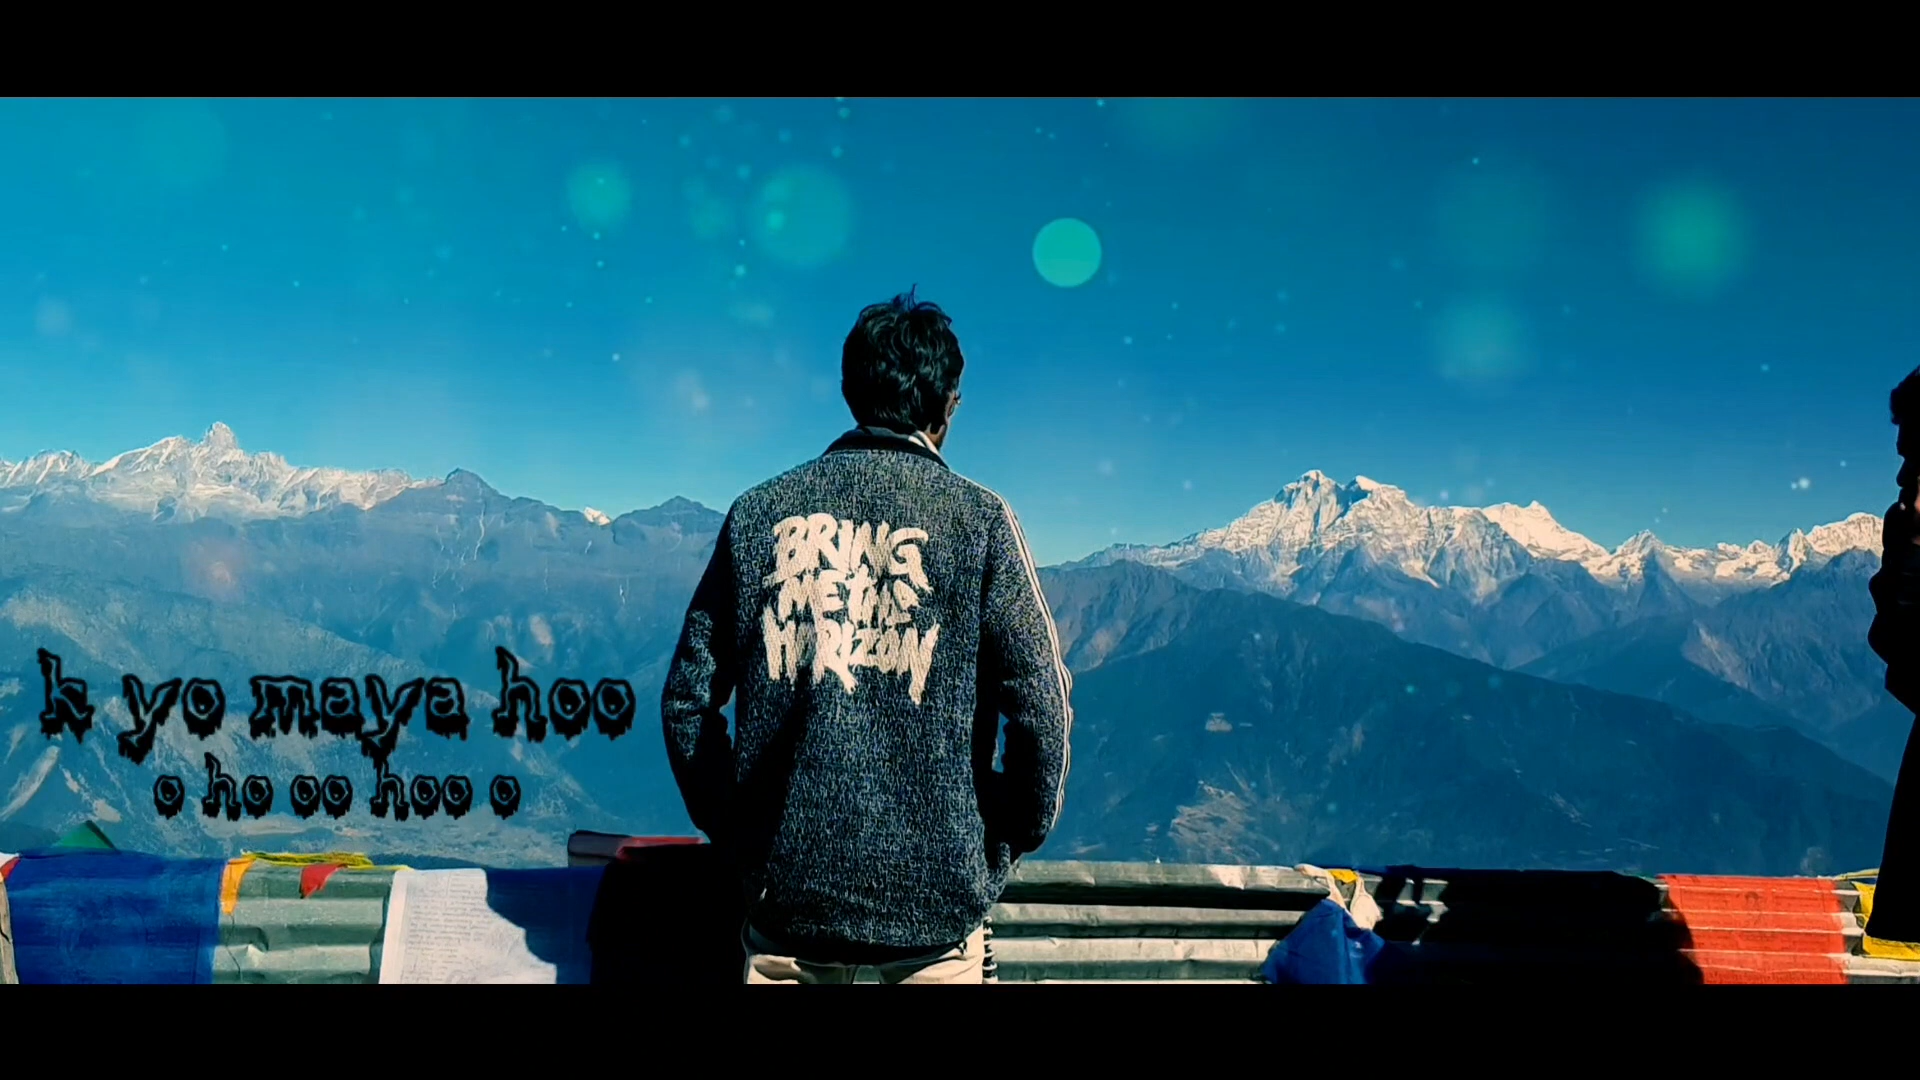 BRING
ME THE
HORIZON
k yo maya hoo
o ho oo hoo o